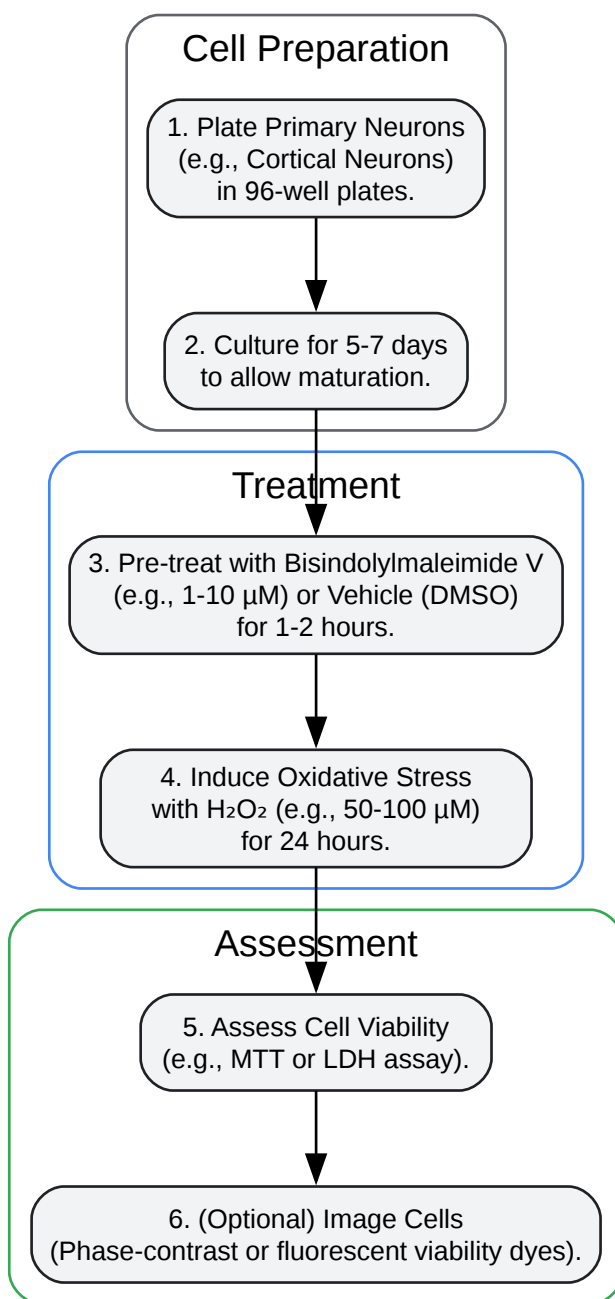 Cell Preparation
1. Plate Primary Neurons
(e.g., Cortical Neurons)
in 96-well plates.
2. Culture for 5-7 days
to allow maturation.
Treatment
3. Pre-treat with Bisindolylmaleimide V
(e.g., 1-10 µM) or Vehicle (DMSO)
for 1-2 hours.
4. Induce Oxidative Stress
with H₂O₂ (e.g., 50-100 µM)
for 24 hours.
Assessment
5. Assess Cell Viability
(e.g., MTT or LDH assay).
6. (Optional) Image Cells
(Phase-contrast or fluorescent viability dyes).